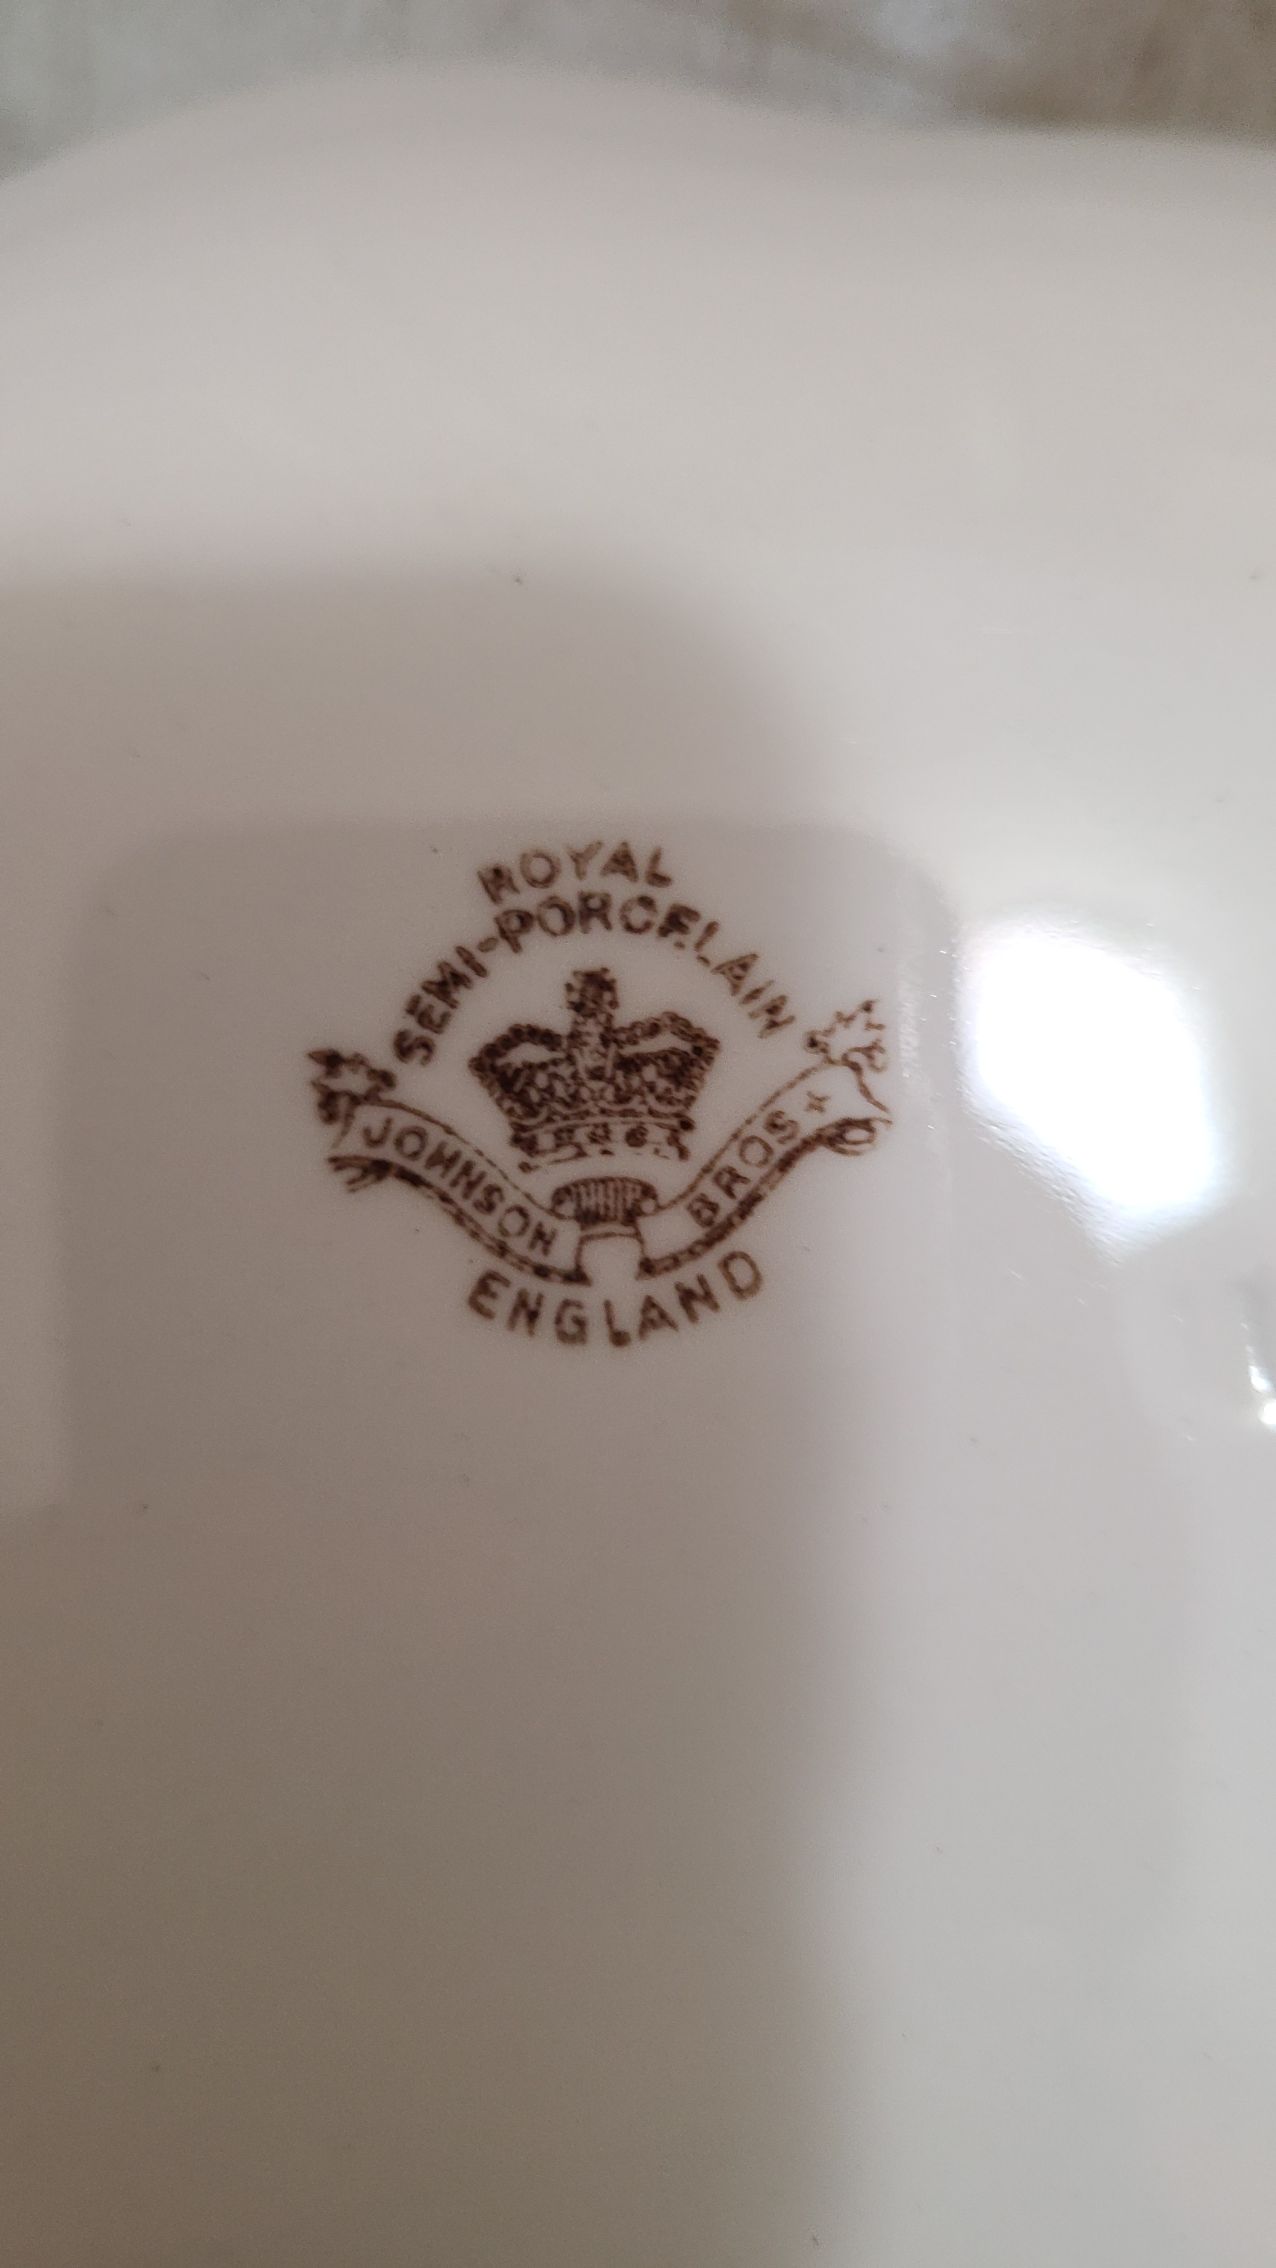 ROYAL
SEMI-PORCELAIN
JOHNSON BROS
ENGLAND